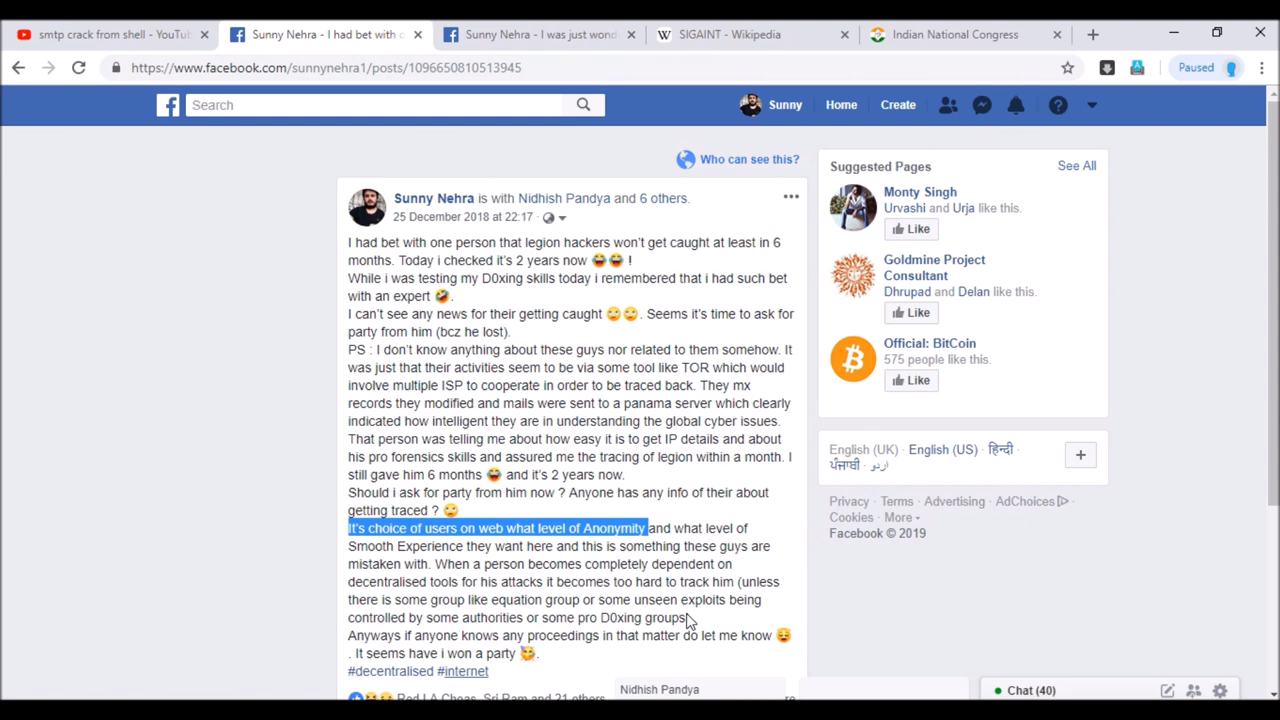 smtp crack from shell - YouTu
Sunny Nehra - I had bet with o
Sunny Nehra - I was just wond
W SIGAINT - Wikipedia
Indian National Congress
https://www.facebook.com/sunnynehra1/posts/1096650810513945
Paused
Search
Sunny
Home
Create
Who can see this?
Sunny Nehra is with Nidhish Pandya and 6 others.
25 December 2018 at 22:17 ·
I had bet with one person that legion hackers won't get caught at least in 6
months. Today i checked it's 2 years now 😂😂 !
While i was testing my D0xing skills today i remembered that i had such bet
with an expert 🤣.
I can't see any news for their getting caught 🙄🙄. Seems it's time to ask for
party from him (bcz he lost).
PS : I don't know anything about these guys nor related to them somehow. It
was just that their activities seem to be via some tool like TOR which would
involve multiple ISP to cooperate in order to be traced back. They mx
records they modified and mails were sent to a panama server which clearly
indicated how intelligent they are in understanding the global cyber issues.
That person was telling me about how easy it is to get IP details and about
his pro forensics skills and assured me the tracing of legion within a month. I
still gave him 6 months 😂 and it's 2 years now.
Should i ask for party from him now ? Anyone has any info of their about
getting traced ? 🙄
It's choice of users on web what level of Anonymity and what level of
Smooth Experience they want here and this is something these guys are
mistaken with. When a person becomes completely dependent on
decentralised tools for his attacks it becomes too hard to track him (unless
there is some group like equation group or some unseen exploits being
controlled by some authorities or some pro D0xing groups
Anyways if anyone knows any proceedings in that matter do let me know 😩
. It seems have i won a party 🥰.
#decentralised #internet
Red LA Choas, Sri Ram and 21 others
Nidhish Pandya
re
Suggested Pages
See All
Monty Singh
Urvashi and Urja like this.
Like
Goldmine Project
Consultant
Dhrupad and Delan like this.
Like
Official: BitCoin
575 people like this.
Like
English (UK) · English (US) · हिन्दी ·
ਪੰਜਾਬੀ · اردو
Privacy · Terms · Advertising · AdChoices
Cookies · More
Facebook © 2019
Chat (40)